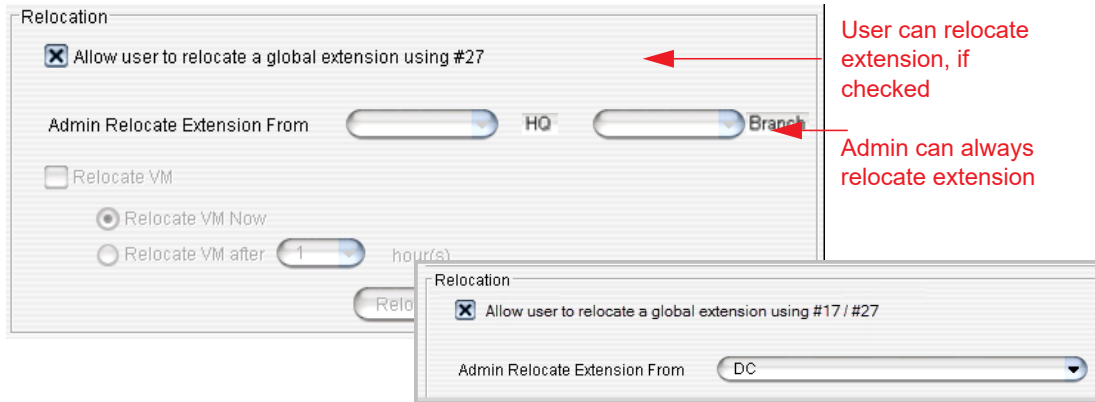 Relocation
Allow user to relocate a global extension using #27
User can relocate
extension, if
checked
Admin Relocate Extension From HQ Branch
Admin can always
relocate extension
Relocate VM
Relocate VM Now
Relocate VM after 1 hour(s)
Relocation
Allow user to relocate a global extension using #17 / #27
Admin Relocate Extension From DC